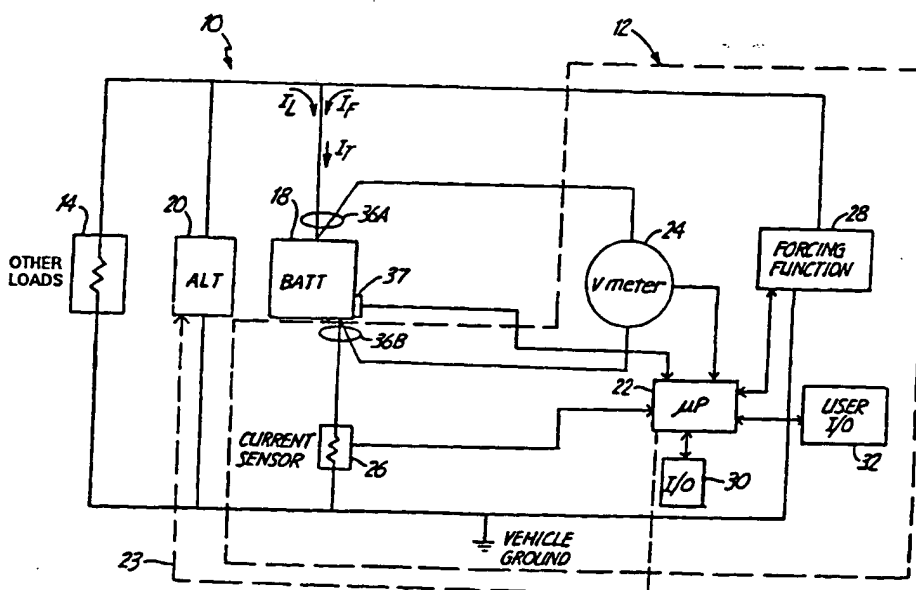 10
12
I_L
I_F
I_T
14
20
18
36A
24
28
OTHER
LOADS
ALT
BATT
37
V meter
FORCING
FUNCTION
36B
22
μP
USER
I/O
32
CURRENT
SENSOR
26
I/O
30
23
VEHICLE
GROUND